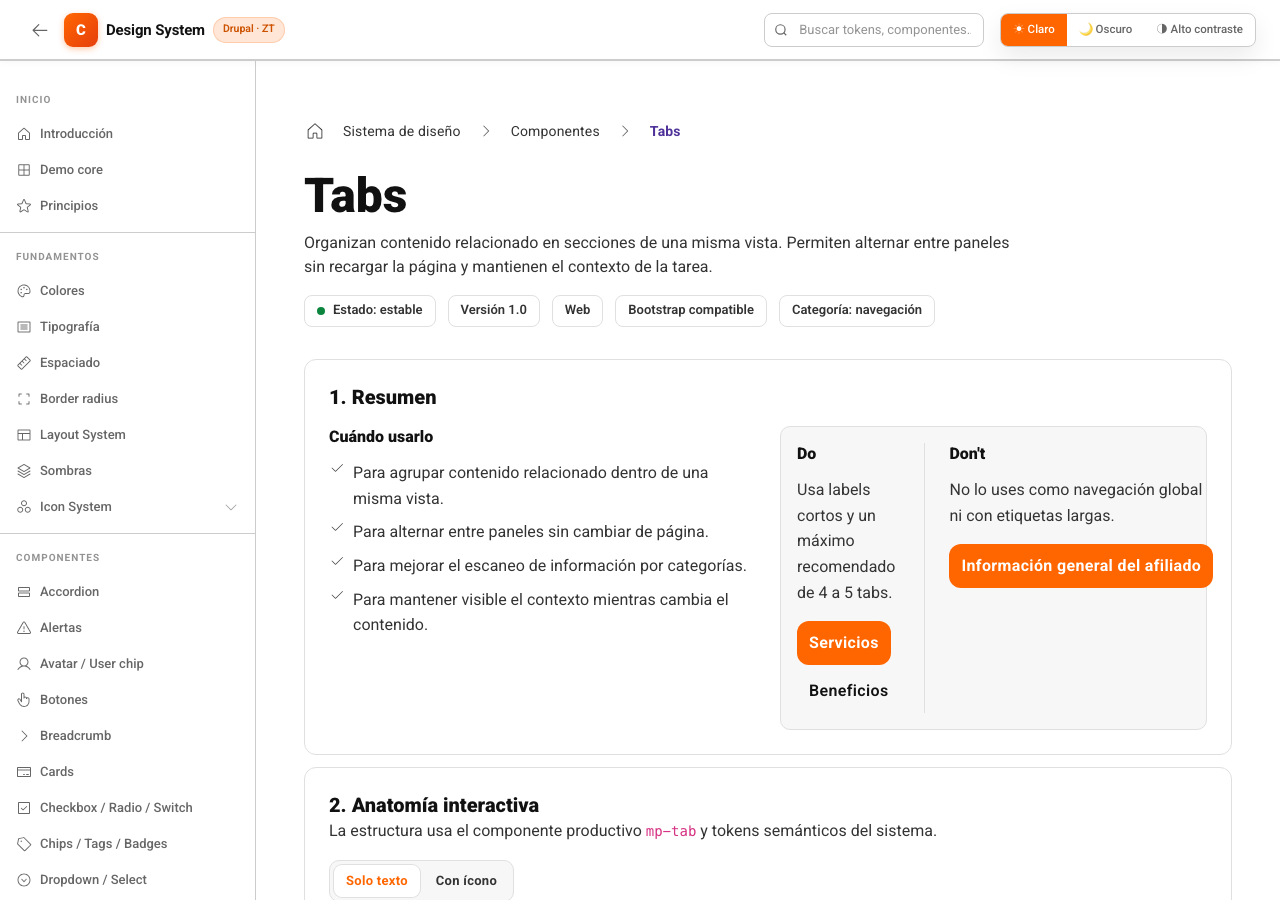 C Design System Drupal · ZT Buscar tokens, componentes. Claro Oscuro Alto contraste
INICIO
Introducción
Demo core
Principios
FUNDAMENTOS
Colores
Tipografía
Espaciado
Border radius
Layout System
Sombras
Icon System
COMPONENTES
Accordion
Alertas
Avatar / User chip
Botones
Breadcrumb
Cards
Checkbox / Radio / Switch
Chips / Tags / Badges
Dropdown / Select
Sistema de diseño Componentes Tabs
Tabs
Organizan contenido relacionado en secciones de una misma vista. Permiten alternar entre paneles
sin recargar la página y mantienen el contexto de la tarea.
Estado: estable Versión 1.0 Web Bootstrap compatible Categoría: navegación
1. Resumen
Cuándo usarlo
Para agrupar contenido relacionado dentro de una
misma vista.
Para alternar entre paneles sin cambiar de página.
Para mejorar el escaneo de información por categorías.
Para mantener visible el contexto mientras cambia el
contenido.
Do
Usa labels
cortos y un
máximo
recomendado
de 4 a 5 tabs.
Servicios
Beneficios
Don't
No lo uses como navegación global
ni con etiquetas largas.
Información general del afiliado
2. Anatomía interactiva
La estructura usa el componente productivo mp-tab y tokens semánticos del sistema.
Solo texto Con ícono